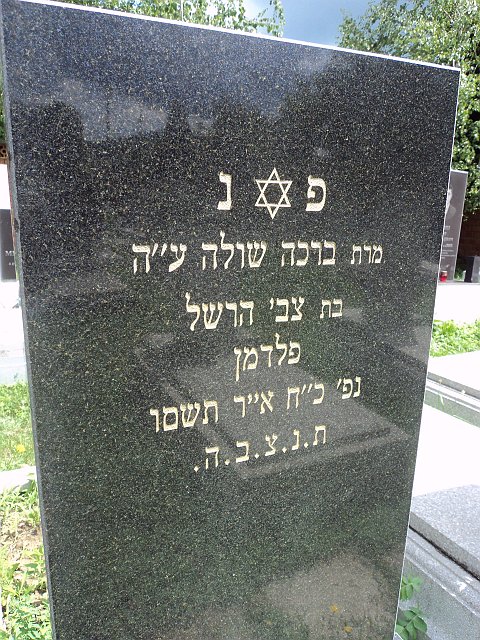 פ ✡ נ
מרת ברכה שולה ע"ה
בת צבי הרשל
פלדמן
נפ' כ"ח אייר תשסו
ת.נ.צ.ב.ה.